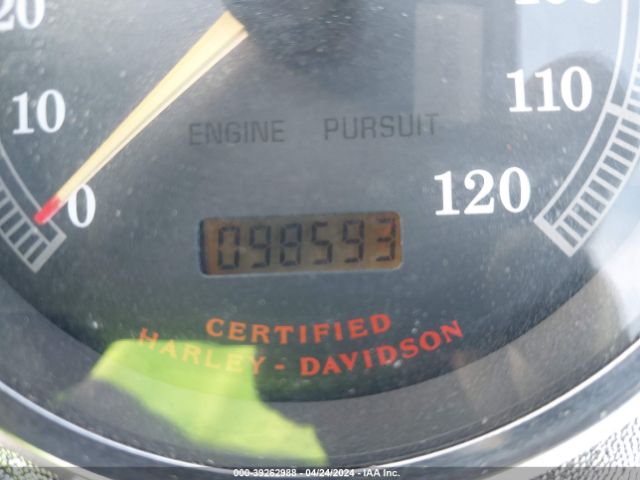 20
10
110
ENGINE PURSUIT
0
120
098593
CERTIFIED
HARLEY - DAVIDSON
000-39262988 - 04/24/2024 - IAA Inc.